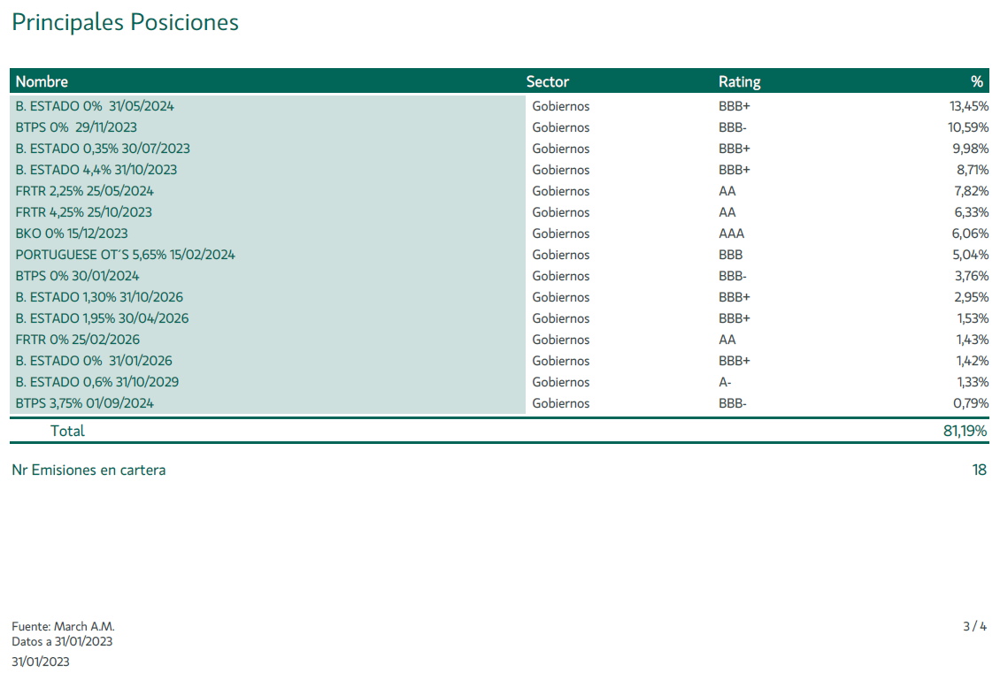 Principales Posiciones
Nombre Sector Rating %
B. ESTADO 0%  31/05/2024 Gobiernos BBB+ 13,45%
BTPS 0%  29/11/2023 Gobiernos BBB- 10,59%
B. ESTADO 0,35% 30/07/2023 Gobiernos BBB+ 9,98%
B. ESTADO 4,4% 31/10/2023 Gobiernos BBB+ 8,71%
FRTR 2,25% 25/05/2024 Gobiernos AA 7,82%
FRTR 4,25% 25/10/2023 Gobiernos AA 6,33%
BKO 0% 15/12/2023 Gobiernos AAA 6,06%
PORTUGUESE OT´S 5,65% 15/02/2024 Gobiernos BBB 5,04%
BTPS 0% 30/01/2024 Gobiernos BBB- 3,76%
B. ESTADO 1,30% 31/10/2026 Gobiernos BBB+ 2,95%
B. ESTADO 1,95% 30/04/2026 Gobiernos BBB+ 1,53%
FRTR 0% 25/02/2026 Gobiernos AA 1,43%
B. ESTADO 0%  31/01/2026 Gobiernos BBB+ 1,42%
B. ESTADO 0,6% 31/10/2029 Gobiernos A- 1,33%
BTPS 3,75% 01/09/2024 Gobiernos BBB- 0,79%
Total 81,19%
Nr Emisiones en cartera 18
Fuente: March A.M. 3 / 4
Datos a 31/01/2023
31/01/2023